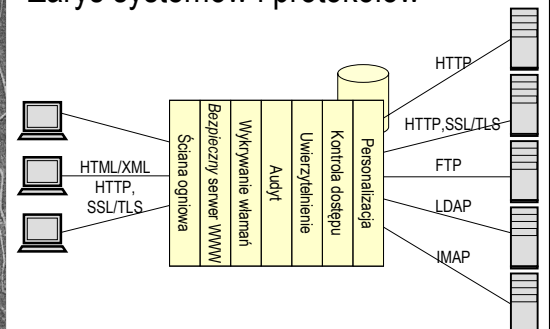 Zarys systemów i protokołów
HTTP
HTTP,SSL/TLS
FTP
LDAP
IMAP
HTML/XML
HTTP,
SSL/TLS
Ściana ogniowa
Bezpieczny serwer WWW
Wykrywanie włamań
Audyt
Uwierzytelnienie
Kontrola dostępu
Personalizacja